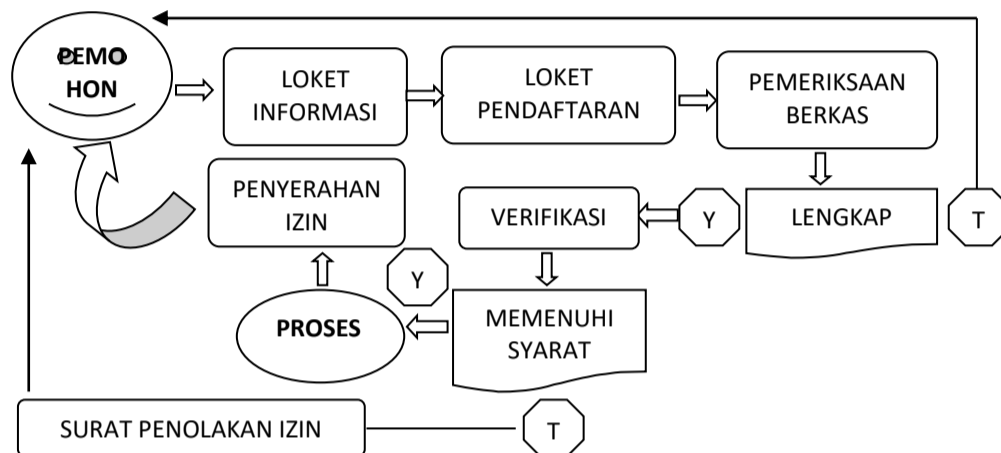 PEMO
HON
LOKET
INFORMASI
LOKET
PENDAFTARAN
PEMERIKSAAN
BERKAS
PENYERAHAN
IZIN
VERIFIKASI
Y
LENGKAP
T
Y
PROSES
MEMENUHI
SYARAT
SURAT PENOLAKAN IZIN
T